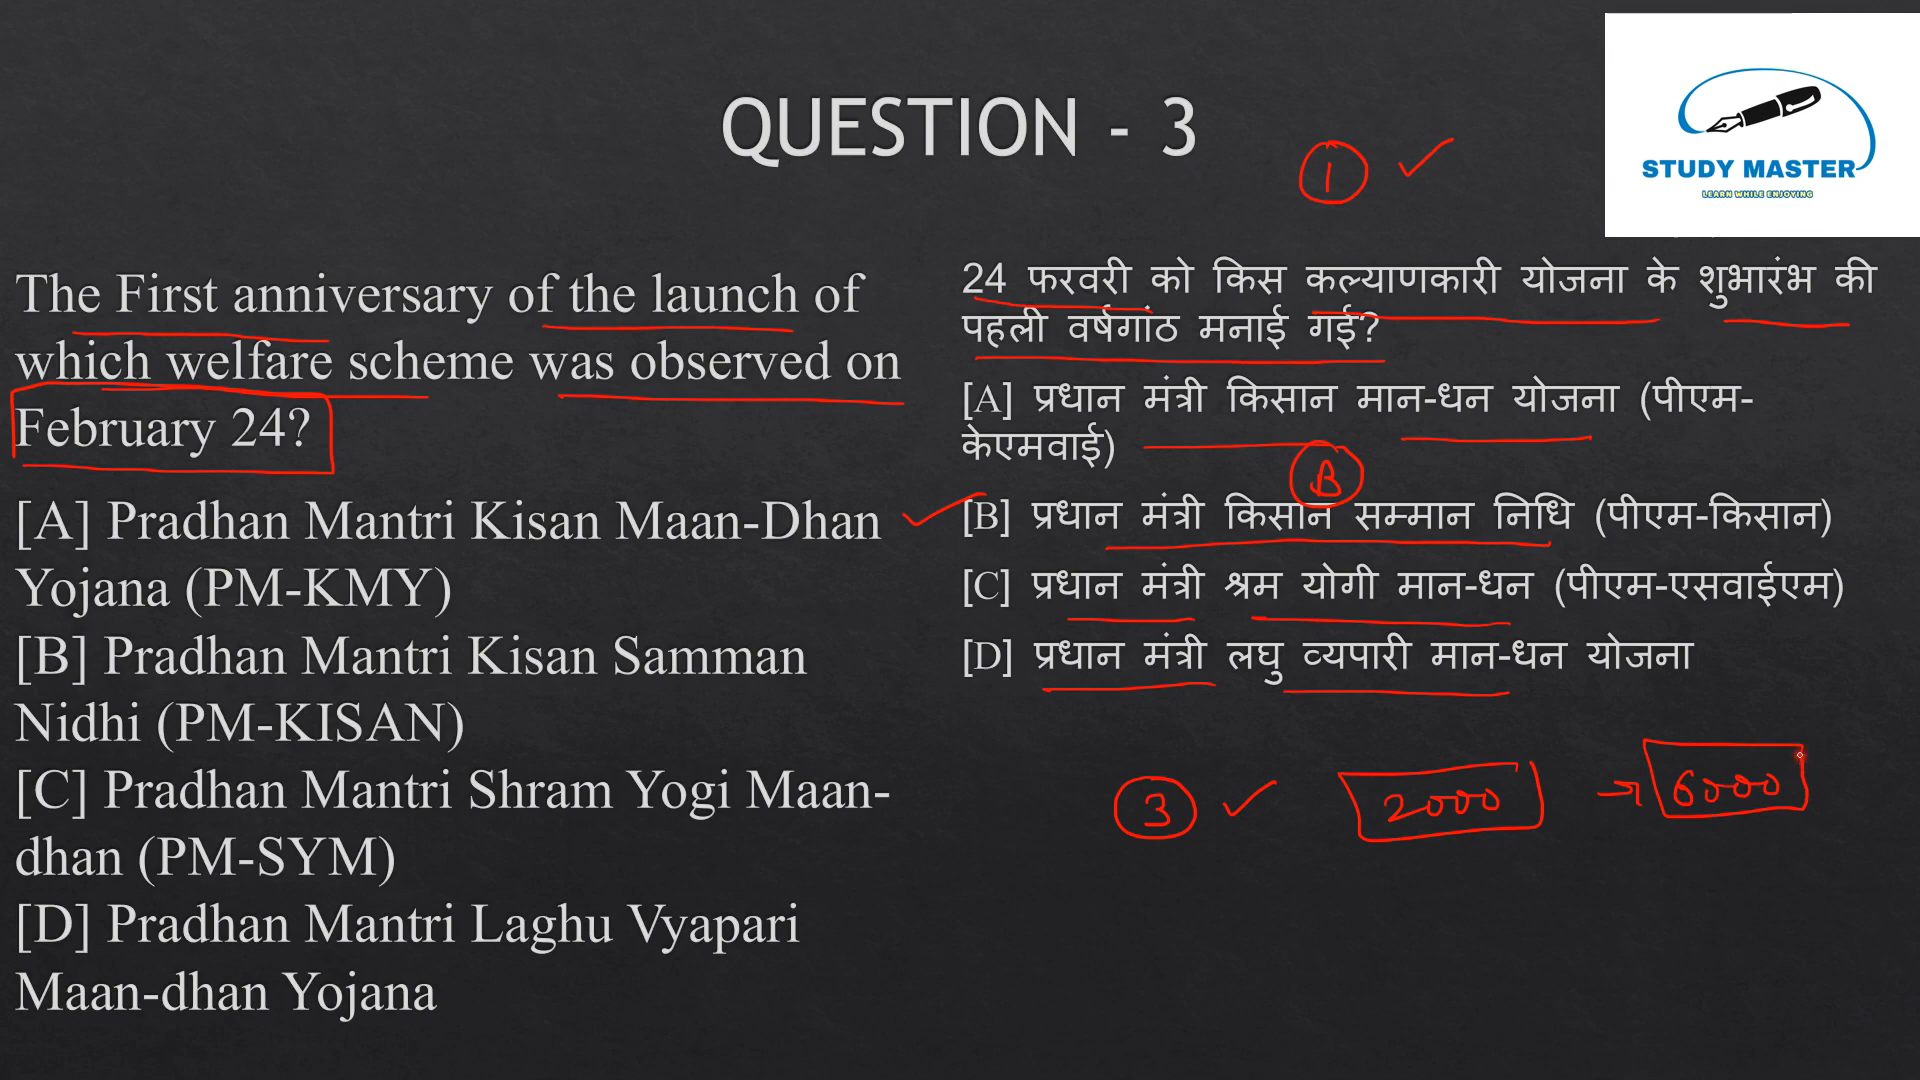 QUESTION - 3
1
STUDY MASTER
LEARN WHILE ENJOYING
The First anniversary of the launch of
which welfare scheme was observed on
February 24?
[A] Pradhan Mantri Kisan Maan-Dhan
Yojana (PM-KMY)
[B] Pradhan Mantri Kisan Samman
Nidhi (PM-KISAN)
[C] Pradhan Mantri Shram Yogi Maan-
dhan (PM-SYM)
[D] Pradhan Mantri Laghu Vyapari
Maan-dhan Yojana
24 फरवरी को किस कल्याणकारी योजना के शुभारंभ की
पहली वर्षगांठ मनाई गई?
[A] प्रधान मंत्री किसान मान-धन योजना (पीएम-
केएमवाई)
B
[B] प्रधान मंत्री किसान सम्मान निधि (पीएम-किसान)
[C] प्रधान मंत्री श्रम योगी मान-धन (पीएम-एसवाईएम)
[D] प्रधान मंत्री लघु व्यपारी मान-धन योजना
3 2000 → 6000